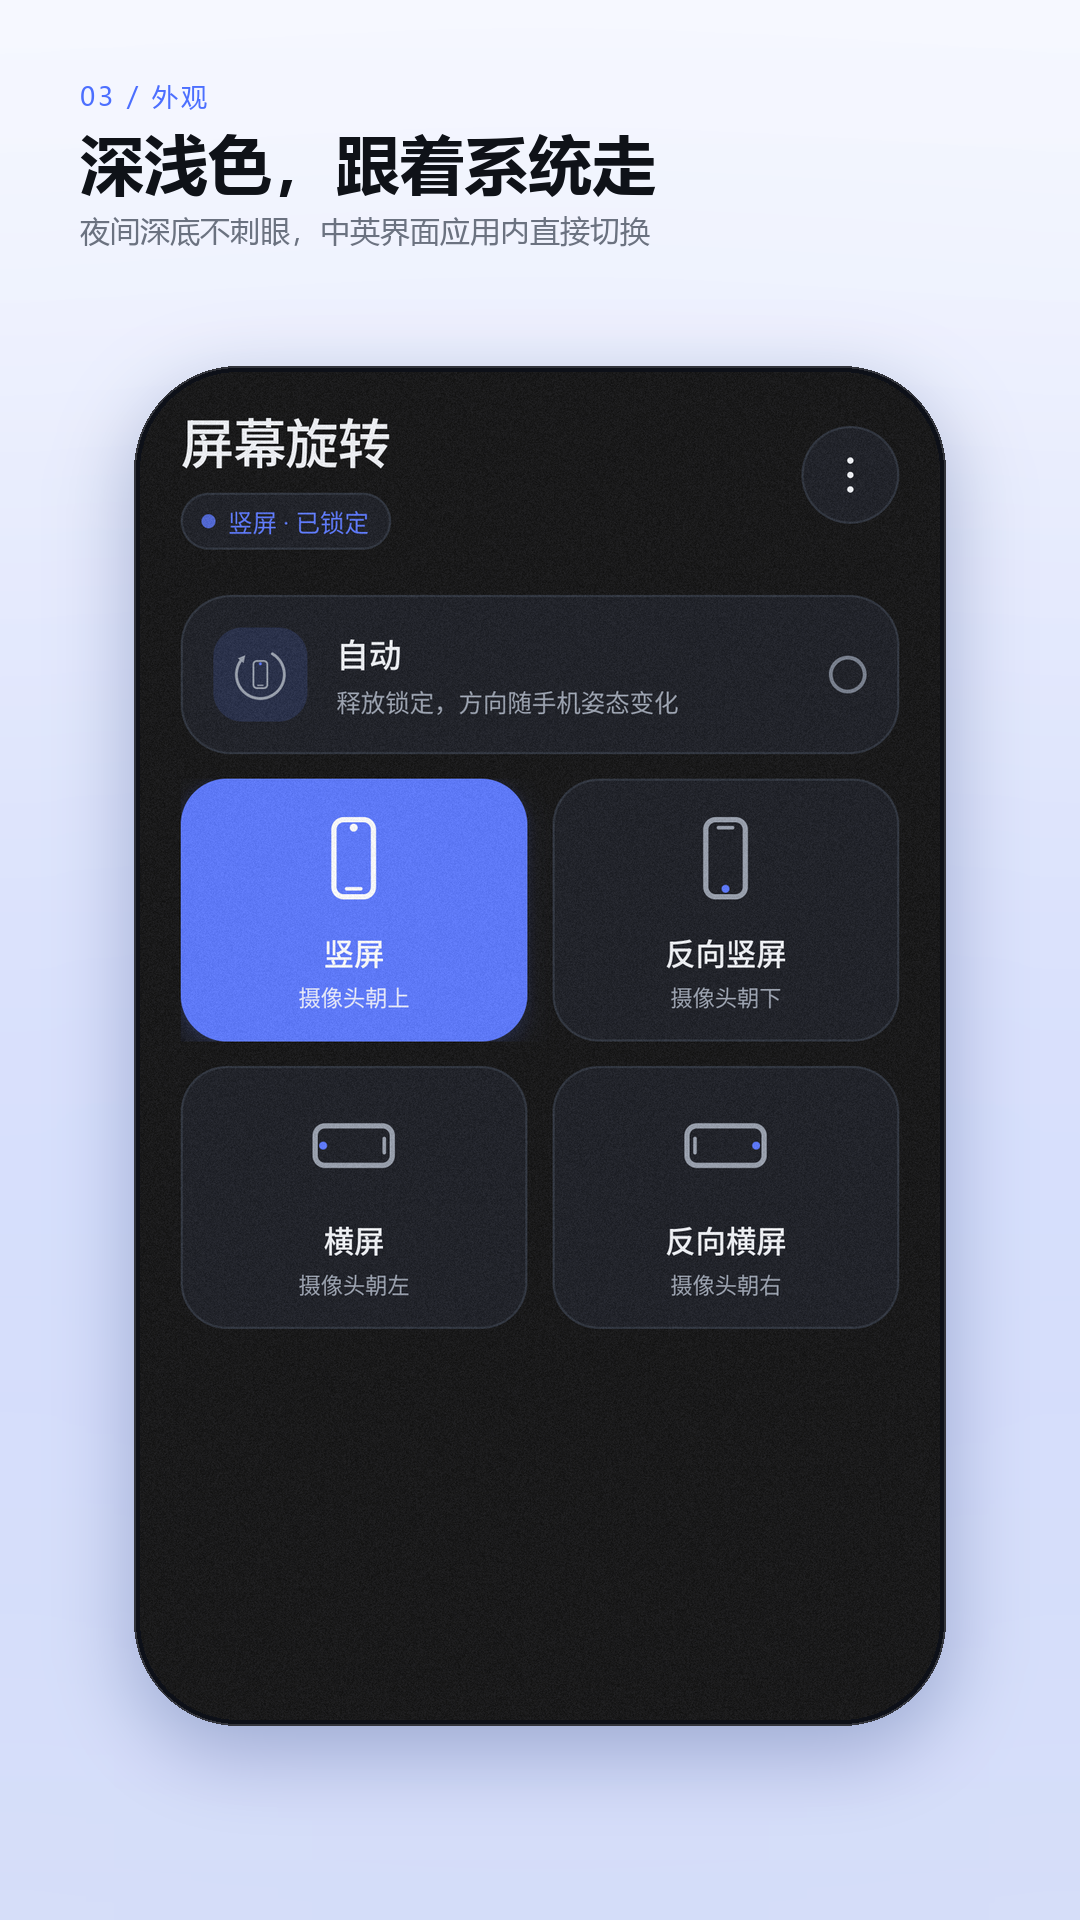 03 / 外观
深浅色，跟着系统走
夜间深底不刺眼，中英界面应用内直接切换
屏幕旋转
竖屏 · 已锁定
自动
释放锁定，方向随手机姿态变化
竖屏
摄像头朝上
反向竖屏
摄像头朝下
横屏
摄像头朝左
反向横屏
摄像头朝右